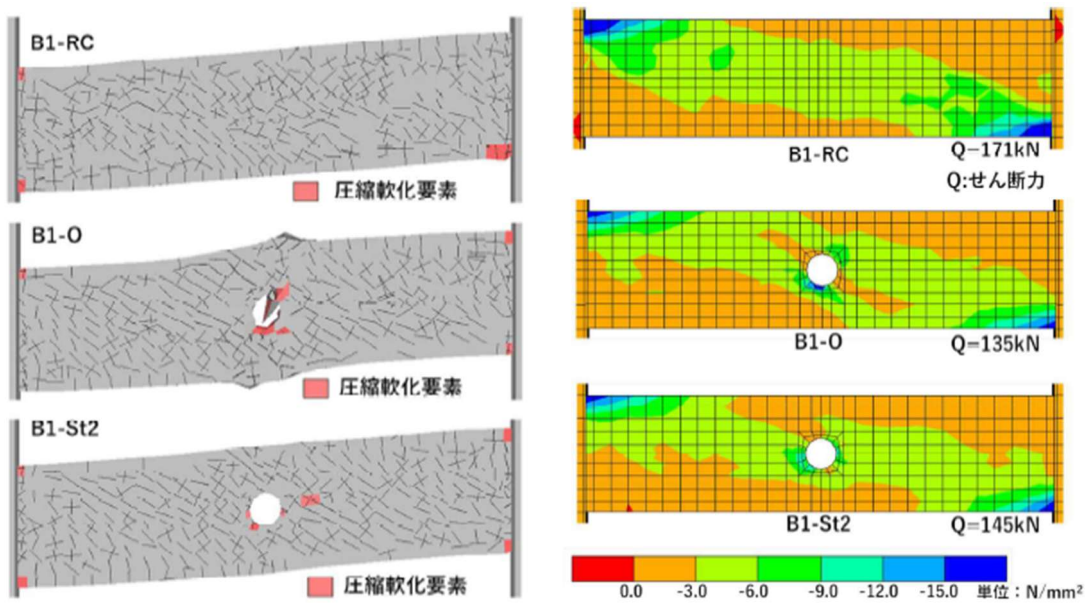 B1-RC
圧縮軟化要素
B1-O
圧縮軟化要素
B1-St2
圧縮軟化要素
B1-RC
Q=171kN
Q:せん断力
B1-O
Q=135kN
B1-St2
Q=145kN
0.0 -3.0 -6.0 -9.0 -12.0 -15.0 単位：N/mm²